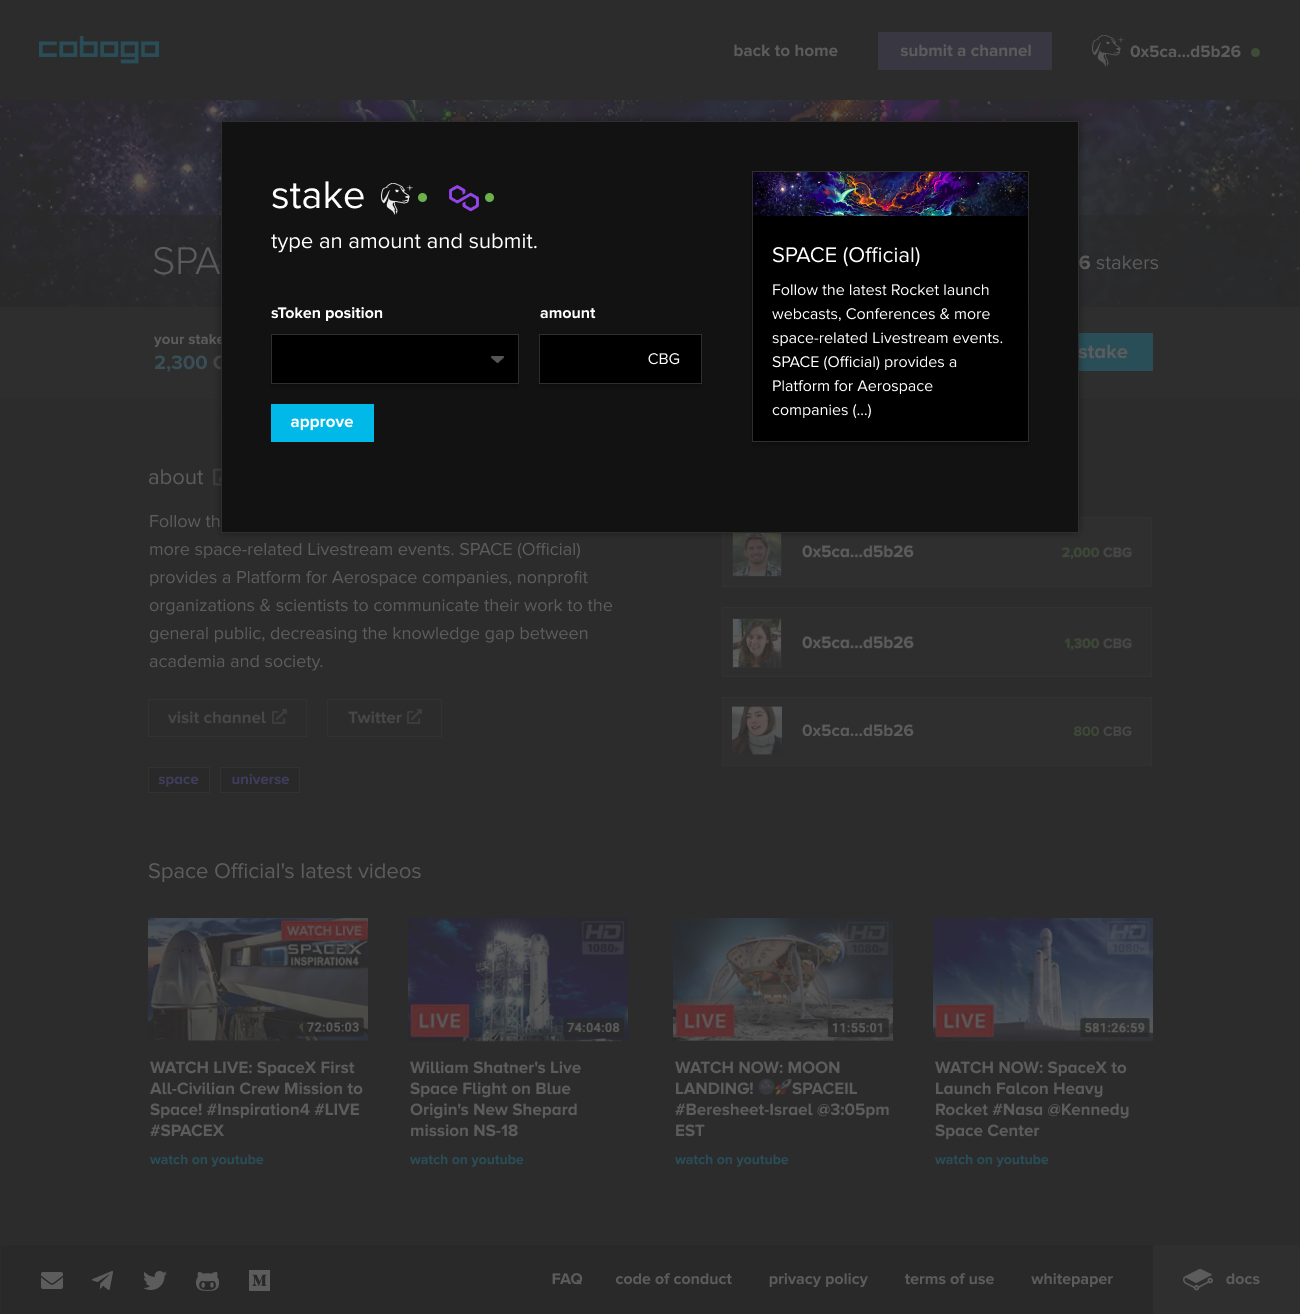 cobogo
back to home
submit a channel
0x5ca...d5b26
stake
type an amount and submit.
sToken position
amount
CBG
approve
SPACE (Official)
Follow the latest Rocket launch
webcasts, Conferences & more
space-related Livestream events.
SPACE (Official) provides a
Platform for Aerospace
companies (...)
SPA
6 stakers
your stake
2,300
stake
about
Follow th
more space-related Livestream events. SPACE (Official)
provides a Platform for Aerospace companies, nonprofit
organizations & scientists to communicate their work to the
general public, decreasing the knowledge gap between
academia and society.
visit channel
Twitter
space
universe
0x5ca...d5b26
2,000 CBG
0x5ca...d5b26
1,300 CBG
0x5ca...d5b26
800 CBG
Space Official's latest videos
WATCH LIVE
SPACEX
INSPIRATION4
72:05:03
HD
1080p
LIVE
74:04:08
HD
1080p
LIVE
11:55:01
HD
1080p
LIVE
581:26:59
WATCH LIVE: SpaceX First
All-Civilian Crew Mission to
Space! #Inspiration4 #LIVE
#SPACEX
watch on youtube
William Shatner's Live
Space Flight on Blue
Origin's New Shepard
mission NS-18
watch on youtube
WATCH NOW: MOON
LANDING! 🌑🚀SPACEIL
#Beresheet-Israel @3:05pm
EST
watch on youtube
WATCH NOW: SpaceX to
Launch Falcon Heavy
Rocket #Nasa @Kennedy
Space Center
watch on youtube
M
FAQ
code of conduct
privacy policy
terms of use
whitepaper
docs